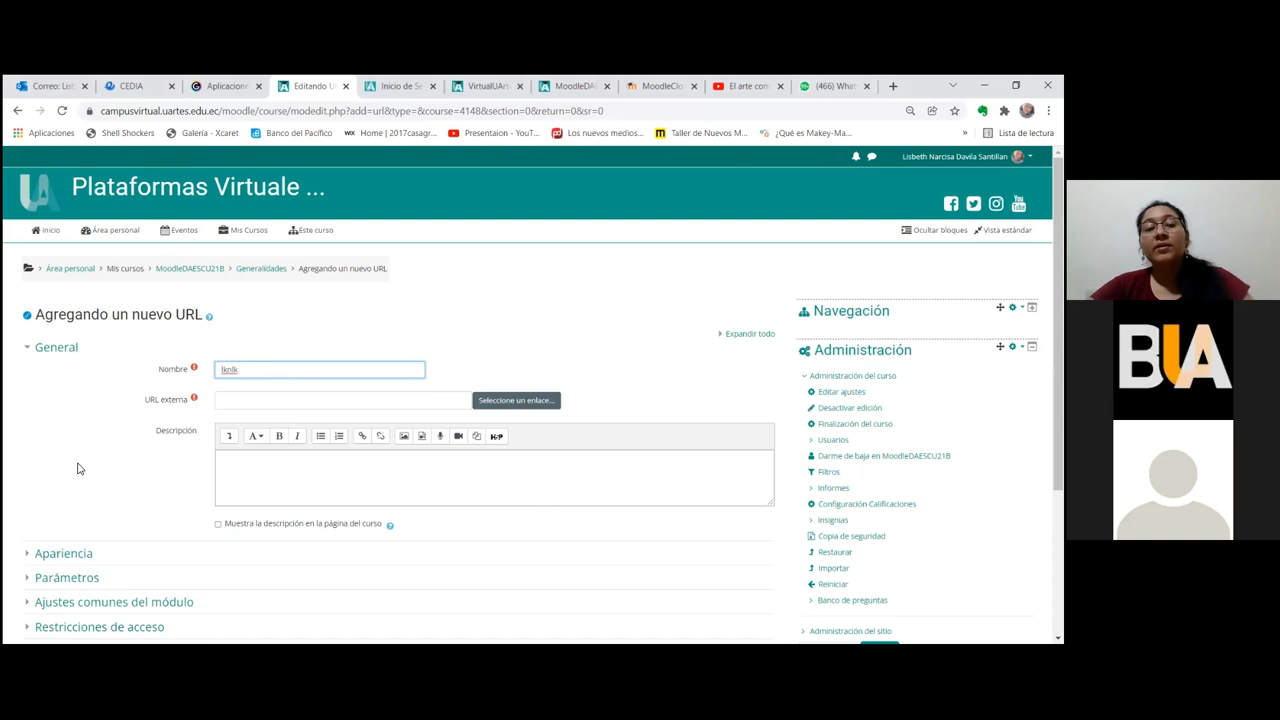 Correo: Lis
CEDIA
Aplicacione
Editando U
Inicio de Se
VirtualUArt
MoodleDA
MoodleClo
El arte com
(466) What
campusvirtual.uartes.edu.ec/moodle/course/modedit.php?add=url&type=&course=4148&section=0&return=0&sr=0
Aplicaciones
Shell Shockers
Galería - Xcaret
Banco del Pacífico
WIX Home | 2017casagr...
Presentaion - YouT...
Los nuevos medios...
Taller de Nuevos M...
¿Qué es Makey-Ma...
»
Lista de lectura
Lisbeth Narcisa Davila Santillan
UA Plataformas Virtuale ...
Inicio
Área personal
Eventos
Mis Cursos
Este curso
Ocultar bloques
Vista estándar
Área personal > Mis cursos > MoodleDAESCU21B > Generalidades > Agregando un nuevo URL
Agregando un nuevo URL
Expandir todo
General
Nombre
lknlk
URL externa
Seleccione un enlace...
Descripción
A B I H-P
Muestra la descripción en la página del curso
Apariencia
Parámetros
Ajustes comunes del módulo
Restricciones de acceso
Navegación
Administración
Administración del curso
Editar ajustes
Desactivar edición
Finalización del curso
Usuarios
Darme de baja en MoodleDAESCU21B
Filtros
Informes
Configuración Calificaciones
Insignias
Copia de seguridad
Restaurar
Importar
Reiniciar
Banco de preguntas
Administración del sitio
BUA